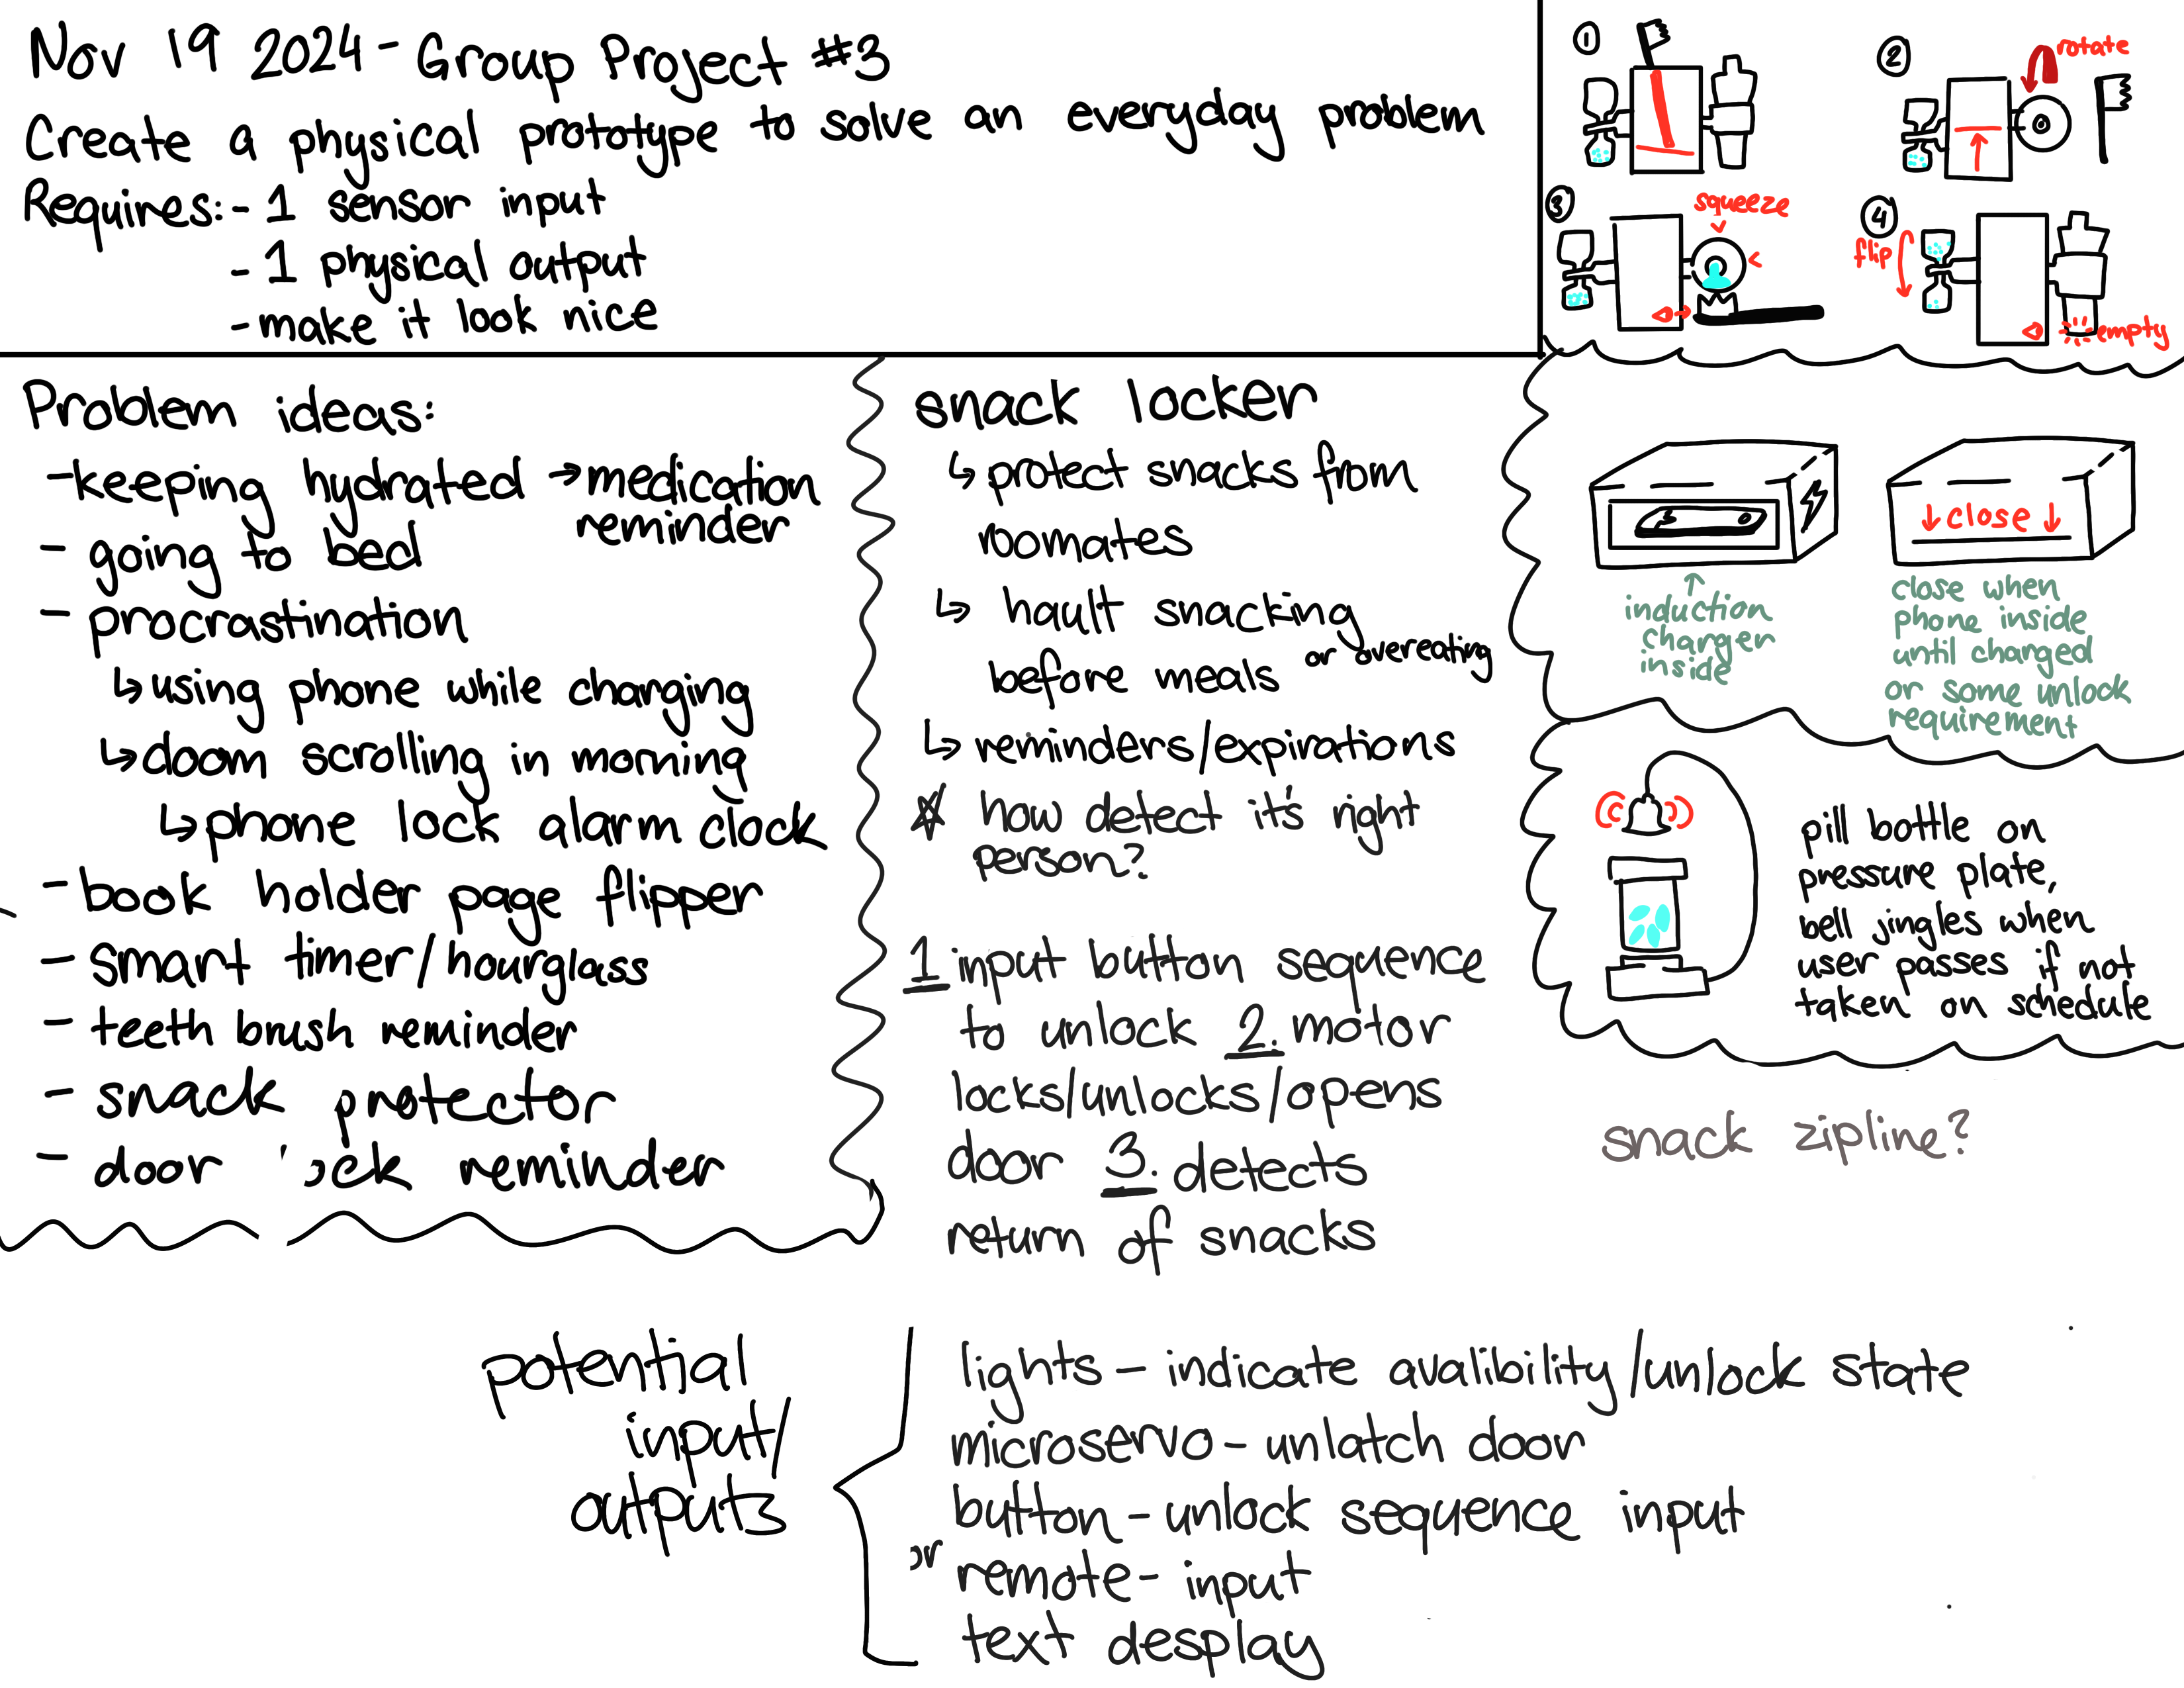 Nov 19 2024 - Group Project #3
Create a physical prototype to solve an everyday problem
Requires: - 1 sensor input
- 1 physical output
- make it look nice
①
②
rotate
③
squeeze
④
flip
empty
Problem ideas:
- keeping hydrated → medication
reminder
- going to bed
- procrastination
↳ using phone while charging
↳ doom scrolling in morning
↳ phone lock alarm clock
- book holder page flipper
- smart timer/hourglass
- teeth brush reminder
- snack protector
- door ock reminder
snack locker
↳ protect snacks from
roomates
↳ hault snacking
before meals or overeating
↳ reminders/expirations
☆ how detect it's right
person?
1 input button sequence
to unlock 2. motor
locks/unlocks/opens
door 3. detects
return of snacks
↑
induction
charger
inside
↓ close ↓
close when
phone inside
until charged
or some unlock
requirement
pill bottle on
pressure plate,
bell jingles when
user passes if not
taken on schedule
snack zipline?
potential
input/
outputs
lights - indicate avalibility/unlock state
microservo - unlatch door
button - unlock sequence input
or remote - input
text desplay